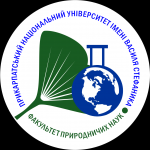 ПРИКАРПАТСЬКИЙ НАЦІОНАЛЬНИЙ УНІВЕРСИТЕТ ІМЕНІ ВАСИЛЯ СТЕФАНИКА
ФАКУЛЬТЕТ ПРИРОДНИЧИХ НАУК